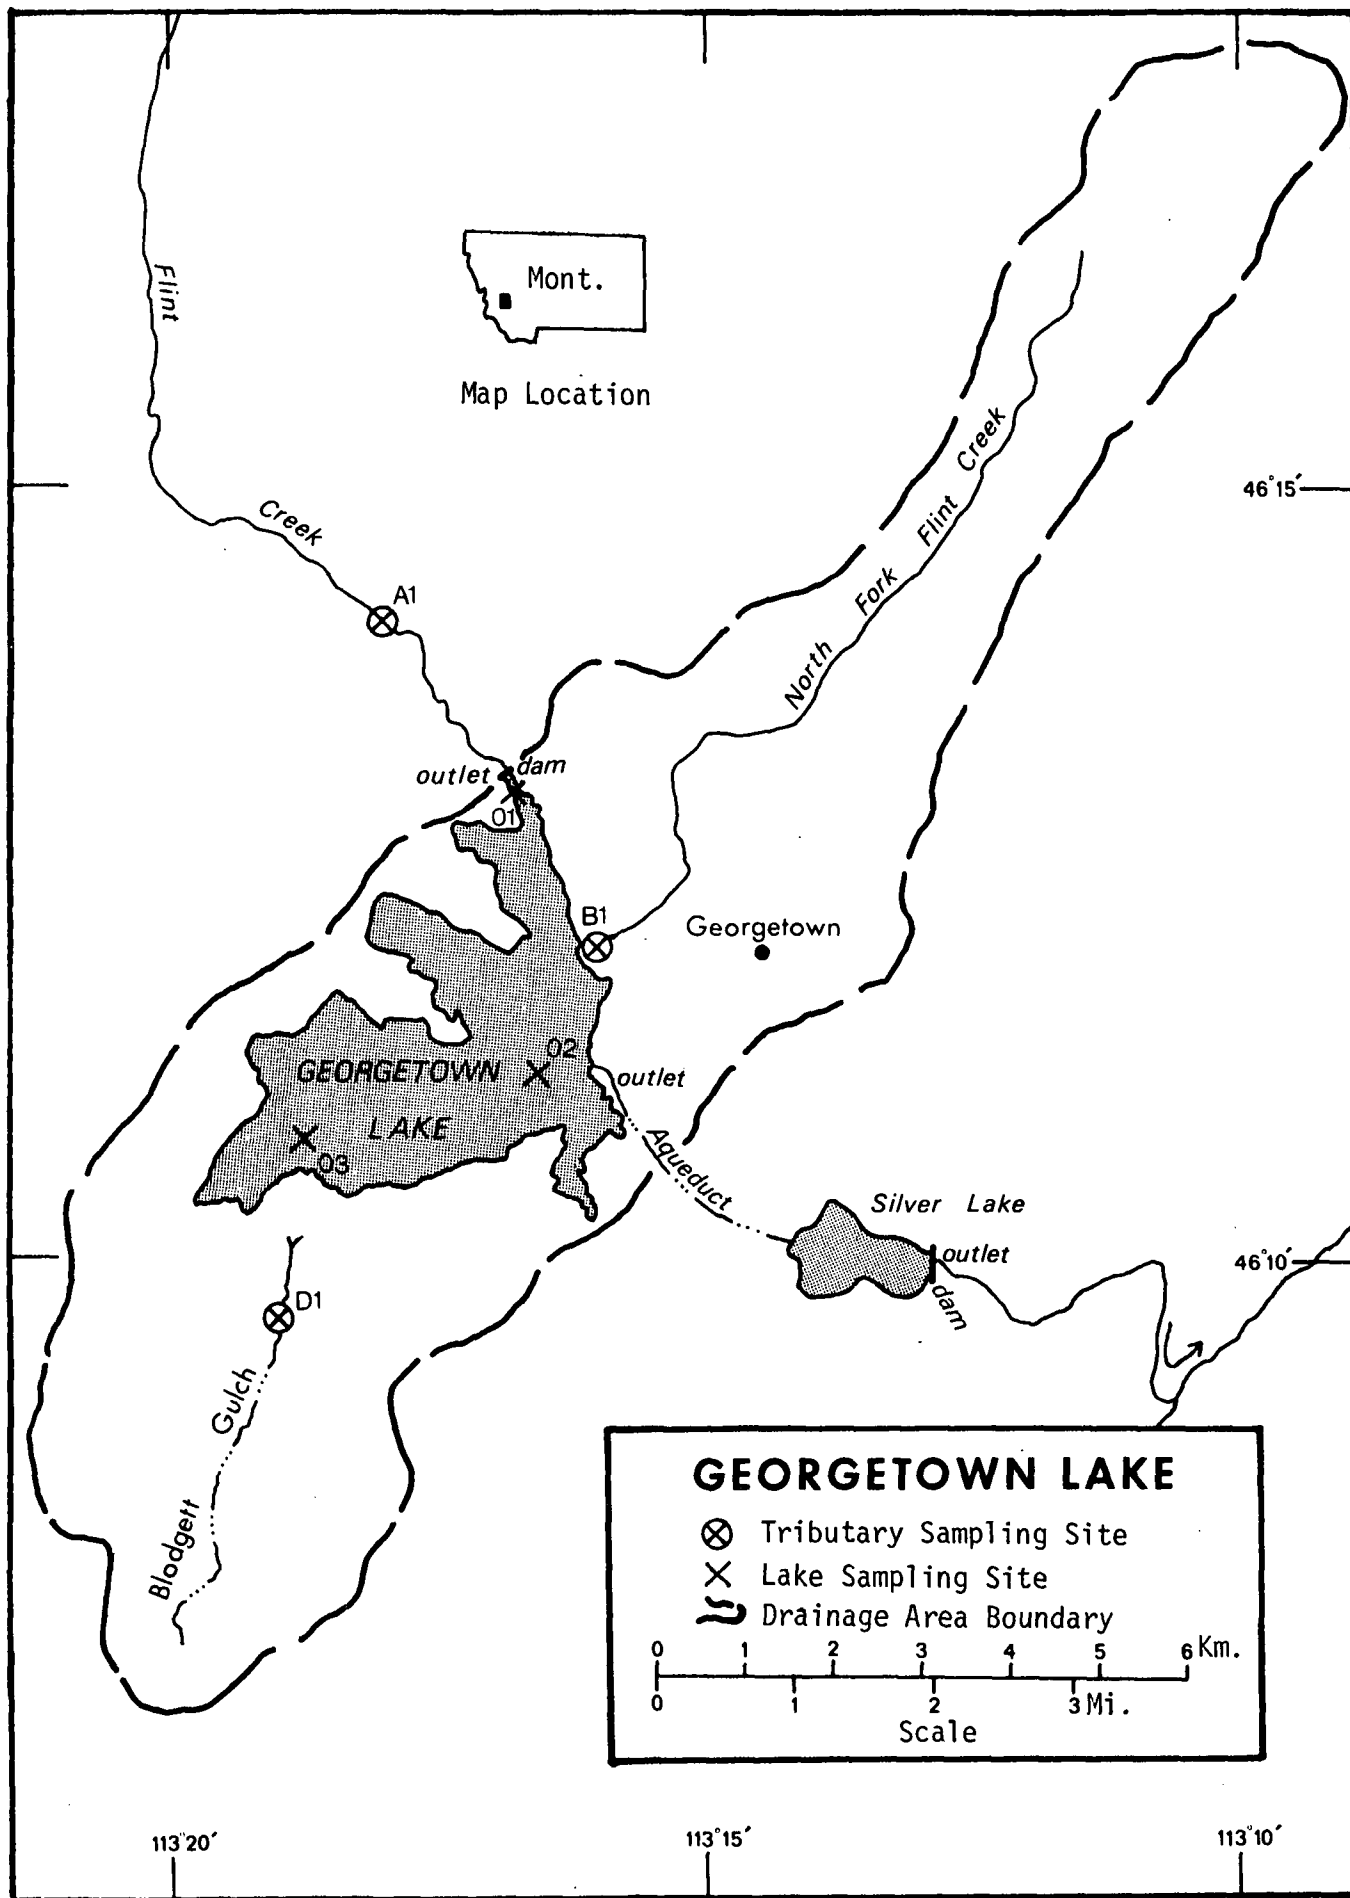 Flint
Mont.
Map Location
Creek
46°15′
Creek
Flint
Fork
North
A1
outlet
dam
01
B1
Georgetown
02
GEORGETOWN
outlet
LAKE
03
Aqueduct
Silver Lake
outlet
46°10′
dam
D1
Gulch
Blodgett
GEORGETOWN LAKE
Tributary Sampling Site
Lake Sampling Site
Drainage Area Boundary
0 1 2 3 4 5 6 Km.
0 1 2 3 Mi.
Scale
113°20′ 113°15′ 113°10′